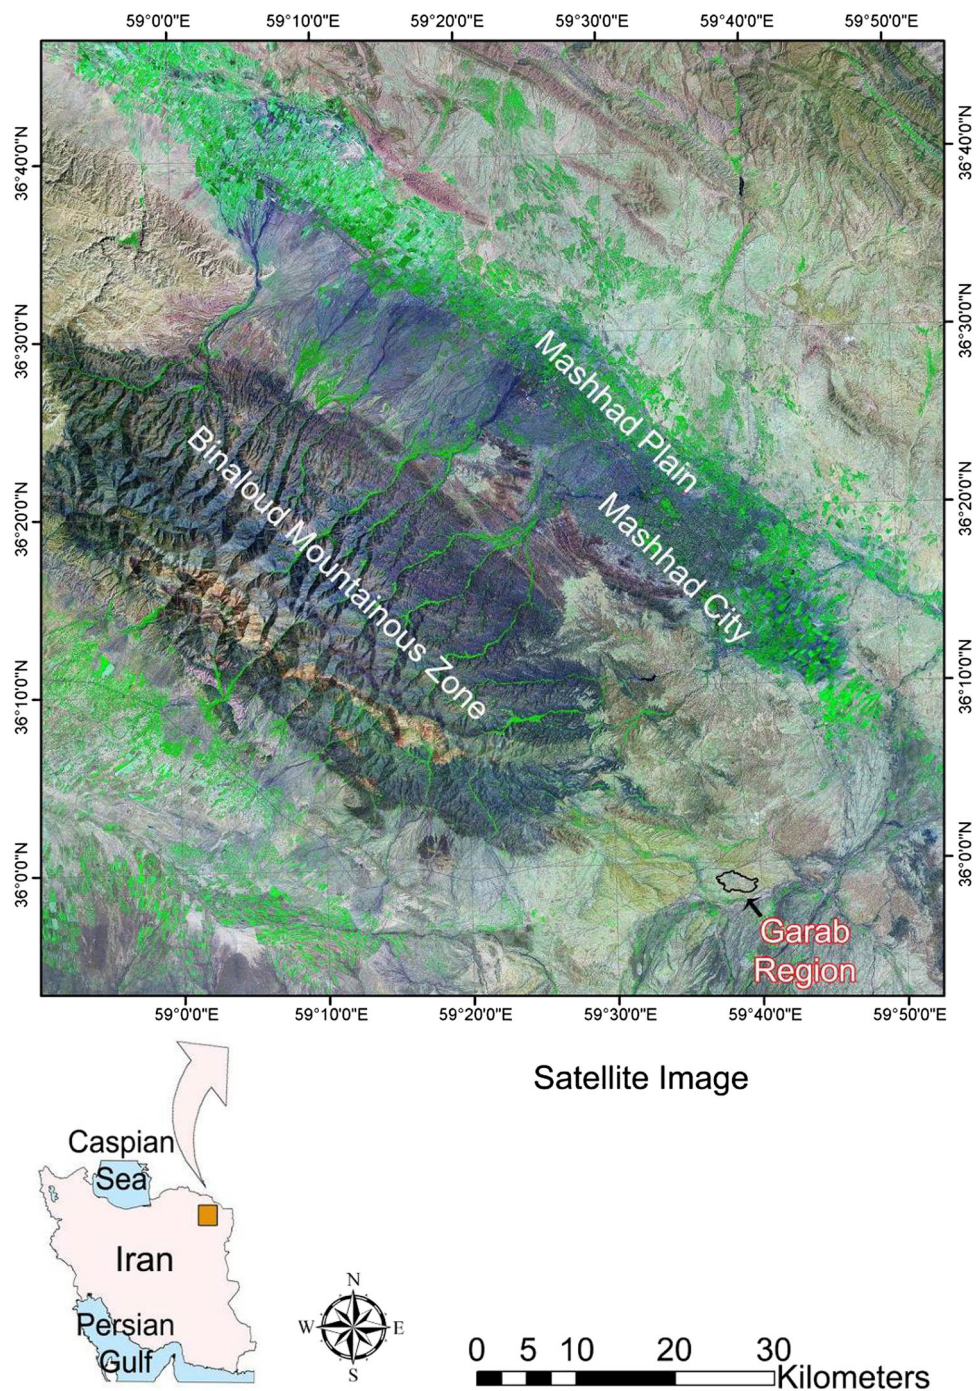 59°0'0"E 59°10'0"E 59°20'0"E 59°30'0"E 59°40'0"E 59°50'0"E
36°40'0"N
36°30'0"N
36°20'0"N
36°10'0"N
36°0'0"N
36°40'0"N
36°30'0"N
36°20'0"N
36°10'0"N
36°0'0"N
Mashhad Plain
Mashhad City
Binaloud Mountainous Zone
Garab
Region
59°0'0"E 59°10'0"E 59°20'0"E 59°30'0"E 59°40'0"E 59°50'0"E
Satellite Image
Caspian
Sea
Iran
Persian
Gulf
N
W E
S
0 5 10 20 30
Kilometers